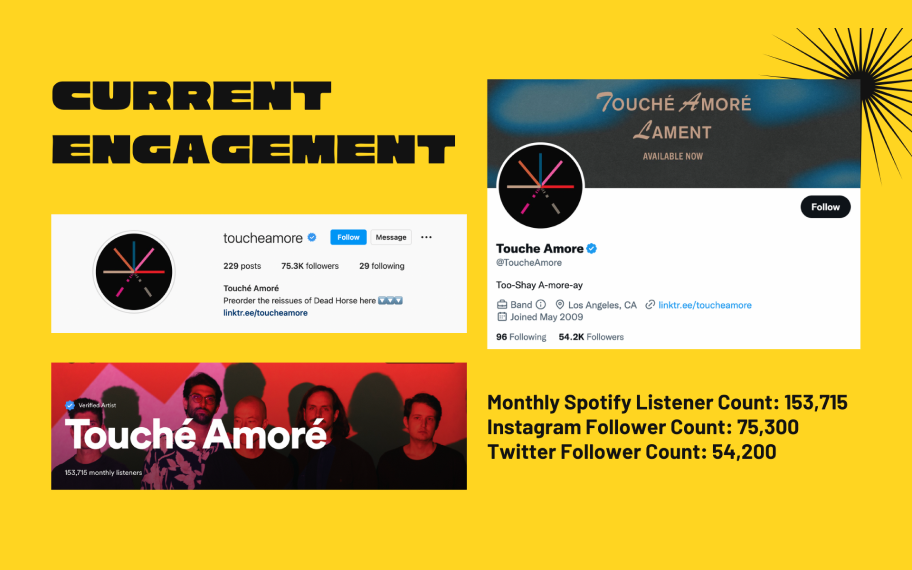 CURRENT
ENGAGEMENT
toucheamore Follow Message
229 posts 75.3K followers 29 following
Touché Amoré
Preorder the reissues of Dead Horse here
linktr.ee/toucheamore
Verified Artist
Touché Amoré
153,715 monthly listeners
TOUCHÉ AMORÉ
LAMENT
AVAILABLE NOW
Follow
Touche Amore
@ToucheAmore
Too-Shay A-more-ay
Band Los Angeles, CA linktr.ee/toucheamore
Joined May 2009
96 Following 54.2K Followers
Monthly Spotify Listener Count: 153,715
Instagram Follower Count: 75,300
Twitter Follower Count: 54,200